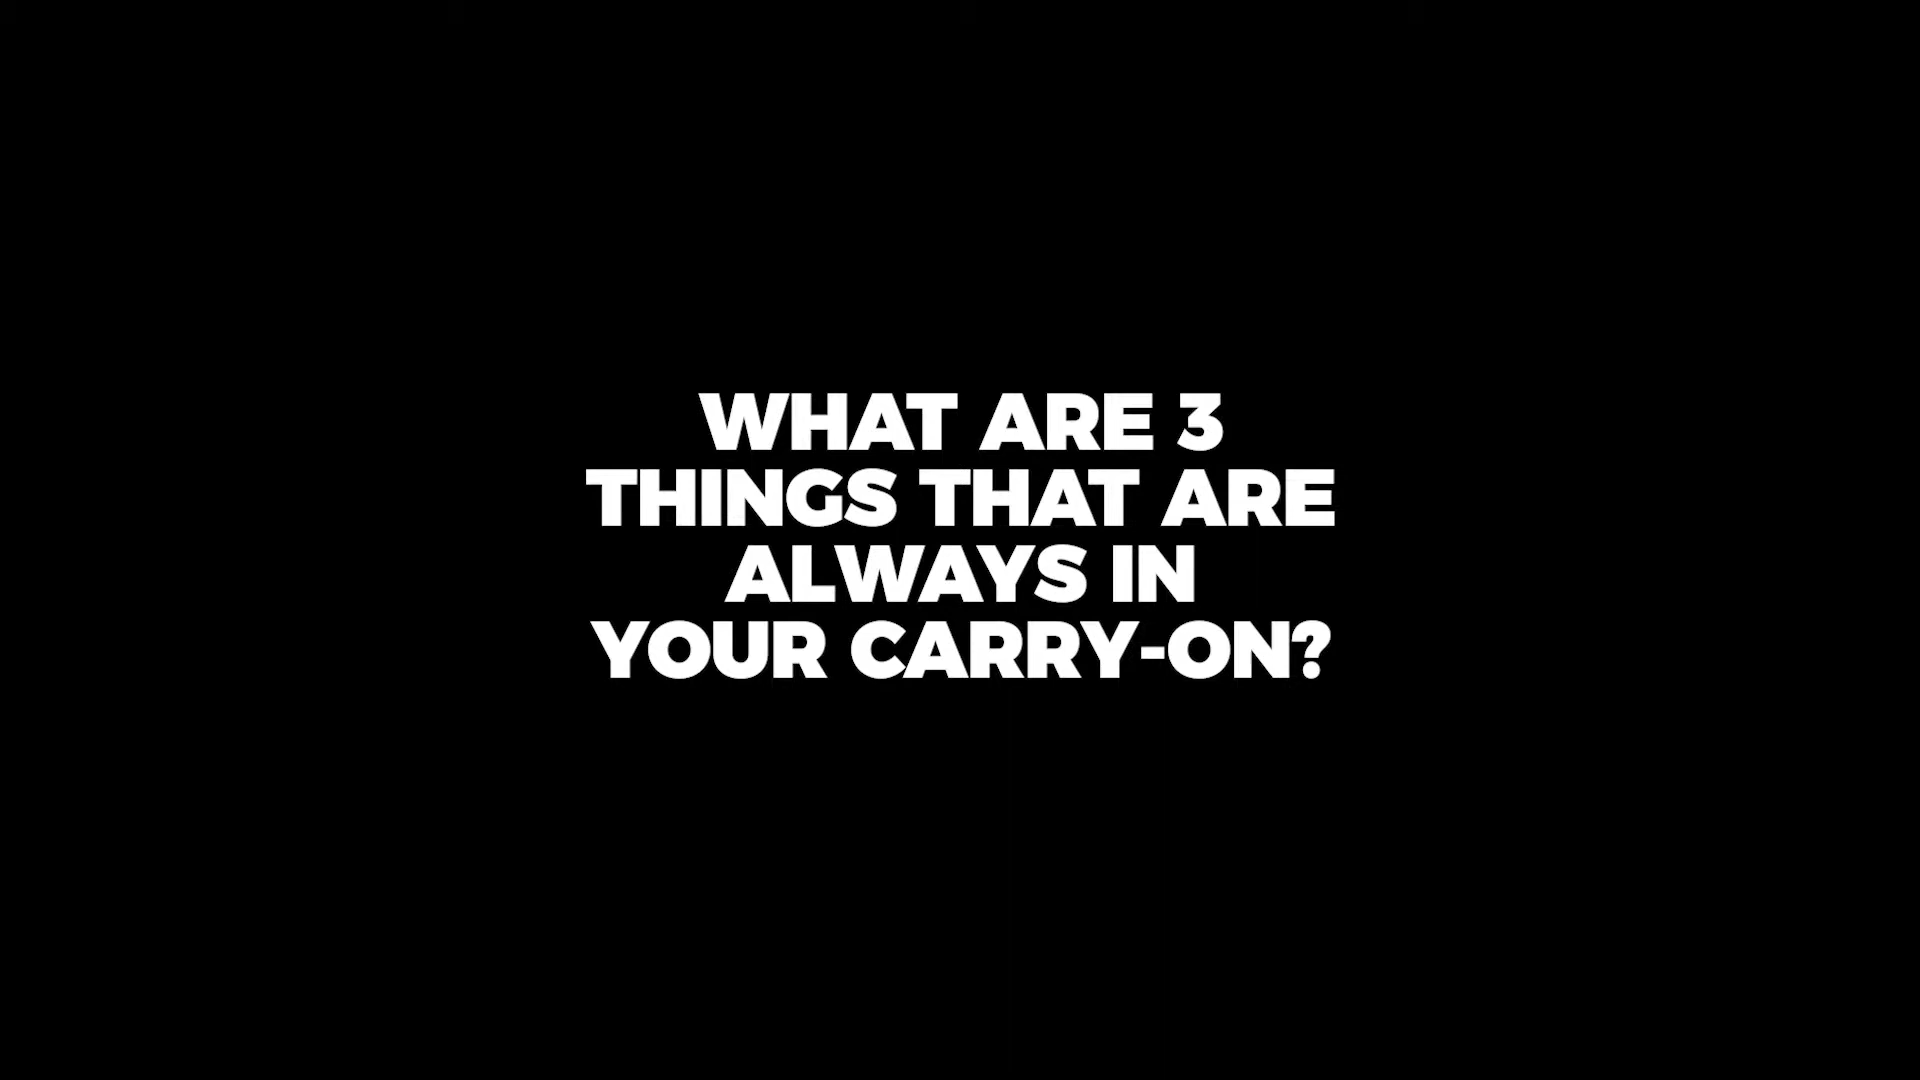 WHAT ARE 3
THINGS THAT ARE
ALWAYS IN
YOUR CARRY-ON?